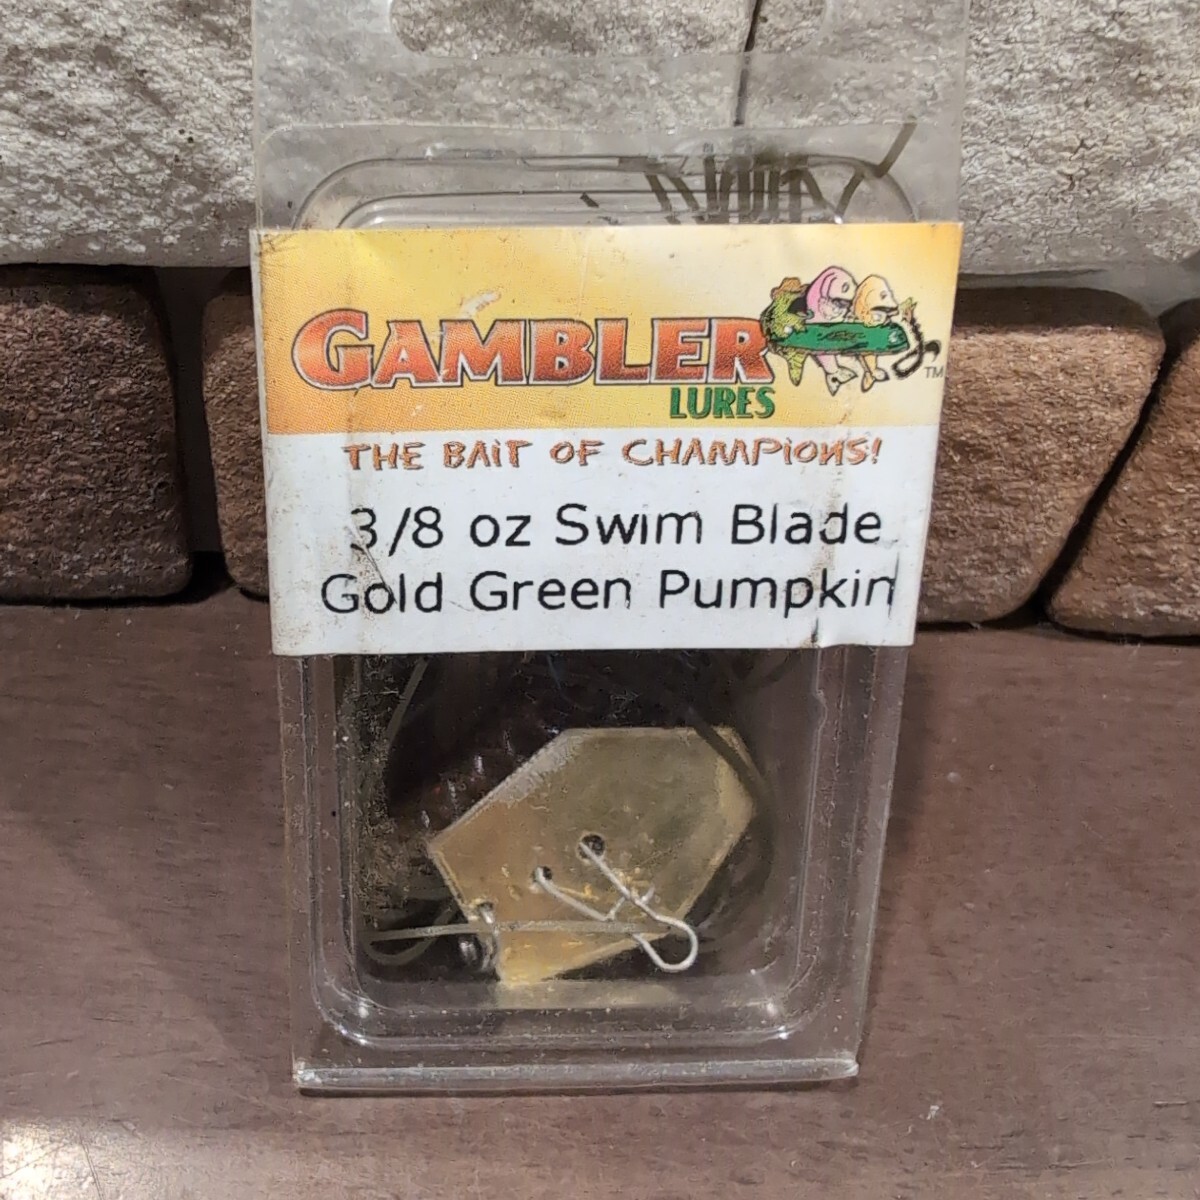 GAMBLER
LURES
TM
THE BAIT OF CHAMPIONS!
3/8 oz Swim Blade
Gold Green Pumpkin